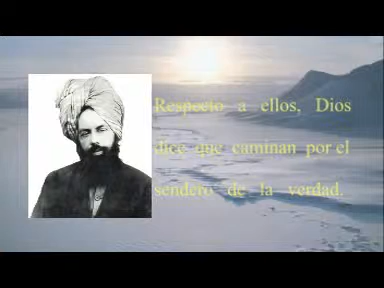 Respecto a ellos, Dios
dice que caminan por el
sendero de la verdad.